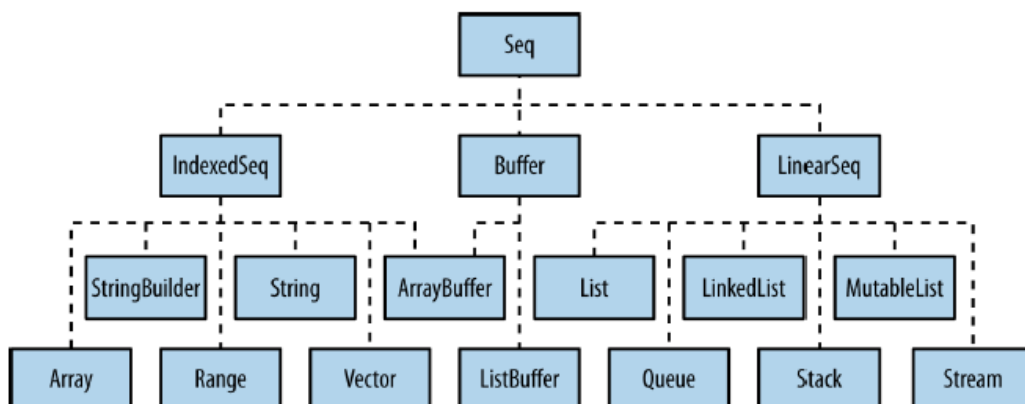 Seq
IndexedSeq
Buffer
LinearSeq
StringBuilder
String
ArrayBuffer
List
LinkedList
MutableList
Array
Range
Vector
ListBuffer
Queue
Stack
Stream